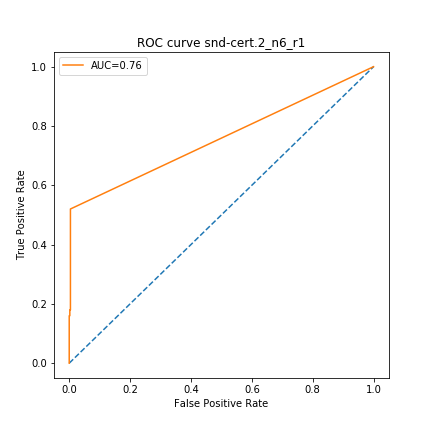 ROC curve snd-cert.2_n6_r1
AUC=0.76
True Positive Rate
1.0
0.8
0.6
0.4
0.2
0.0
0.0 0.2 0.4 0.6 0.8 1.0
False Positive Rate